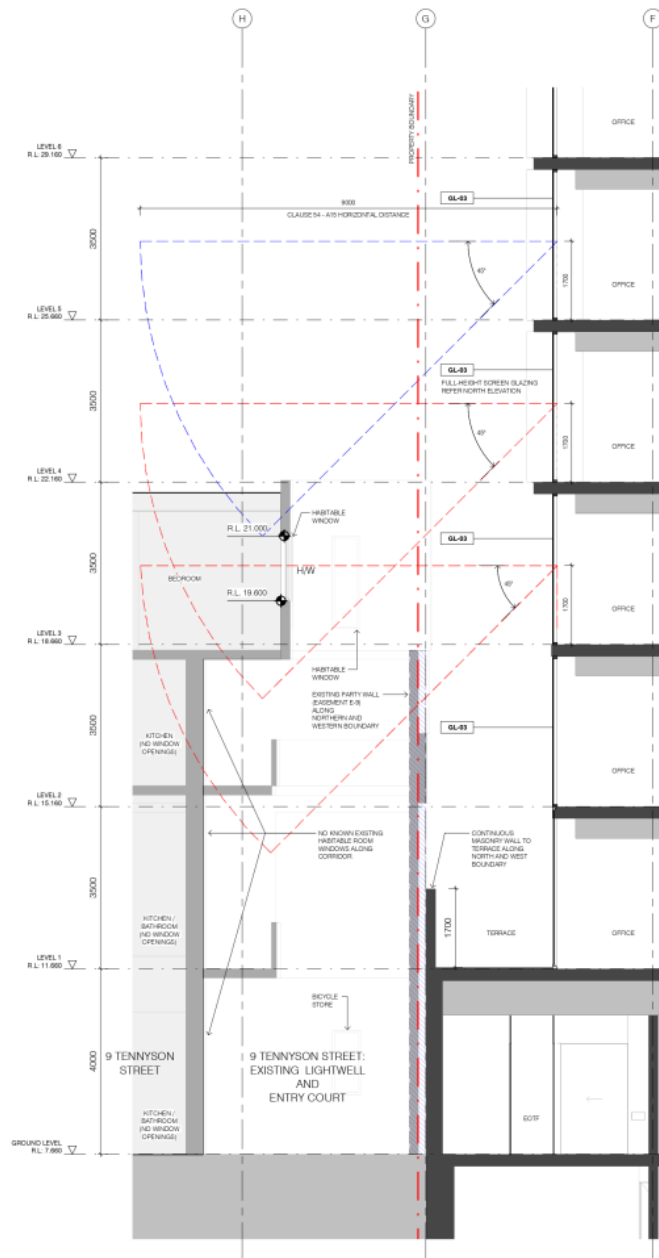 H
G
F
PROPERTY BOUNDARY
OFFICE
LEVEL 6
R.L: 29.160
GL-03
9000
CLAUSE 54 - A15 HORIZONTAL DISTANCE
3500
45°
1700
OFFICE
LEVEL 5
R.L: 25.660
GL-03
FULL-HEIGHT SCREEN GLAZING
REFER NORTH ELEVATION
3500
45°
1700
OFFICE
LEVEL 4
R.L: 22.160
HABITABLE
WINDOW
R.L. 21.000
GL-03
3500
H/W
BEDROOM
45°
R.L. 19.600
1700
OFFICE
LEVEL 3
R.L: 18.660
HABITABLE
WINDOW
EXISTING PARTY WALL
(EASEMENT E-9)
ALONG
NORTHERN AND
WESTERN BOUNDARY
GL-03
3500
KITCHEN
(NO WINDOW
OPENINGS)
OFFICE
LEVEL 2
R.L: 15.160
NO KNOWN EXISTING
HABITABLE ROOM
WINDOWS ALONG
CORRIDOR
CONTINUOUS
MASONRY WALL TO
TERRACE ALONG
NORTH AND WEST
BOUNDARY
3500
1700
KITCHEN /
BATHROOM
(NO WINDOW
OPENINGS)
TERRACE
OFFICE
LEVEL 1
R.L: 11.660
BICYCLE
STORE
4000
9 TENNYSON
STREET
9 TENNYSON STREET:
EXISTING LIGHTWELL
AND
ENTRY COURT
KITCHEN /
BATHROOM
(NO WINDOW
OPENINGS)
EOTF
GROUND LEVEL
R.L: 7.660